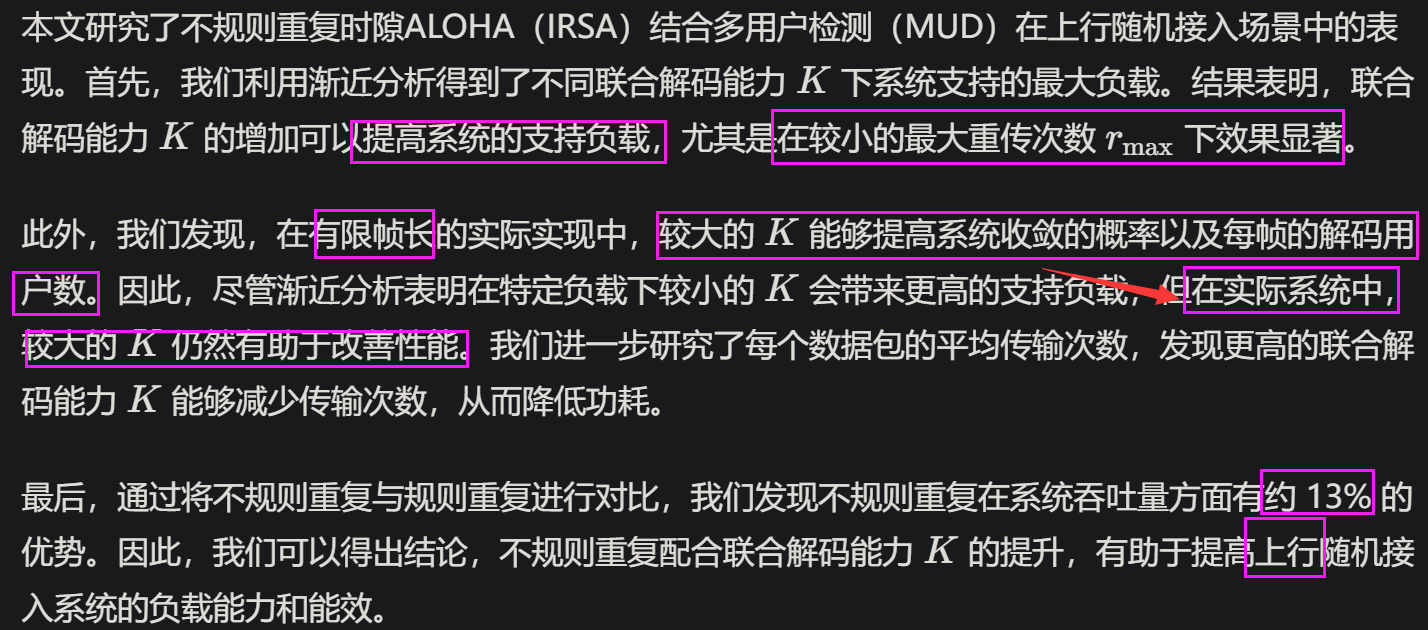 本文研究了不规则重复时隙ALOHA（IRSA）结合多用户检测（MUD）在上行随机接入场景中的表
现。首先，我们利用渐近分析得到了不同联合解码能力 K 下系统支持的最大负载。结果表明，联合
解码能力 K 的增加可以提高系统的支持负载，尤其是在较小的最大重传次数 r_max 下效果显著。
此外，我们发现，在有限帧长的实际实现中，较大的 K 能够提高系统收敛的概率以及每帧的解码用
户数。因此，尽管渐近分析表明在特定负载下较小的 K 会带来更高的支持负载，但在实际系统中，
较大的 K 仍然有助于改善性能。我们进一步研究了每个数据包的平均传输次数，发现更高的联合解
码能力 K 能够减少传输次数，从而降低功耗。
最后，通过将不规则重复与规则重复进行对比，我们发现不规则重复在系统吞吐量方面有约 13% 的
优势。因此，我们可以得出结论，不规则重复配合联合解码能力 K 的提升，有助于提高上行随机接
入系统的负载能力和能效。